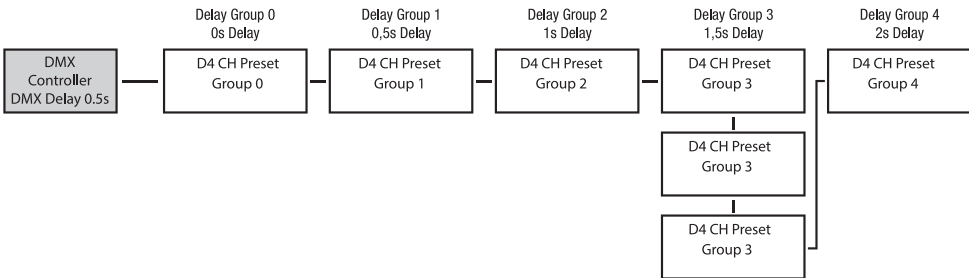 Delay Group 0
0s Delay
Delay Group 1
0,5s Delay
Delay Group 2
1s Delay
Delay Group 3
1,5s Delay
Delay Group 4
2s Delay
DMX
Controller
DMX Delay 0.5s
D4 CH Preset
Group 0
D4 CH Preset
Group 1
D4 CH Preset
Group 2
D4 CH Preset
Group 3
D4 CH Preset
Group 4
D4 CH Preset
Group 3
D4 CH Preset
Group 3